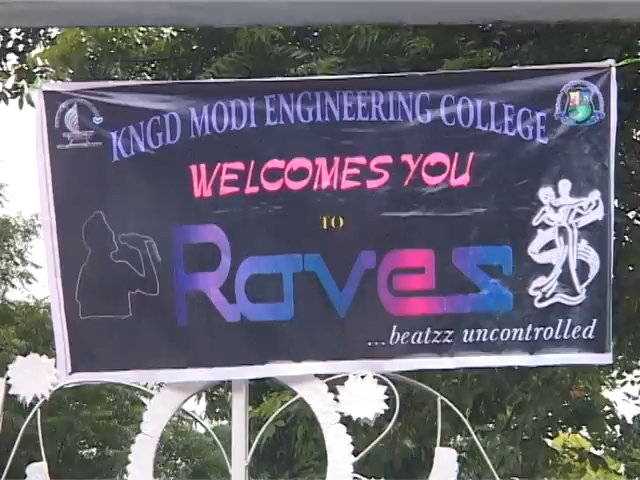 KNGD MODI ENGINEERING COLLEGE
WELCOMES YOU
TO
Raves
...beatzz uncontrolled